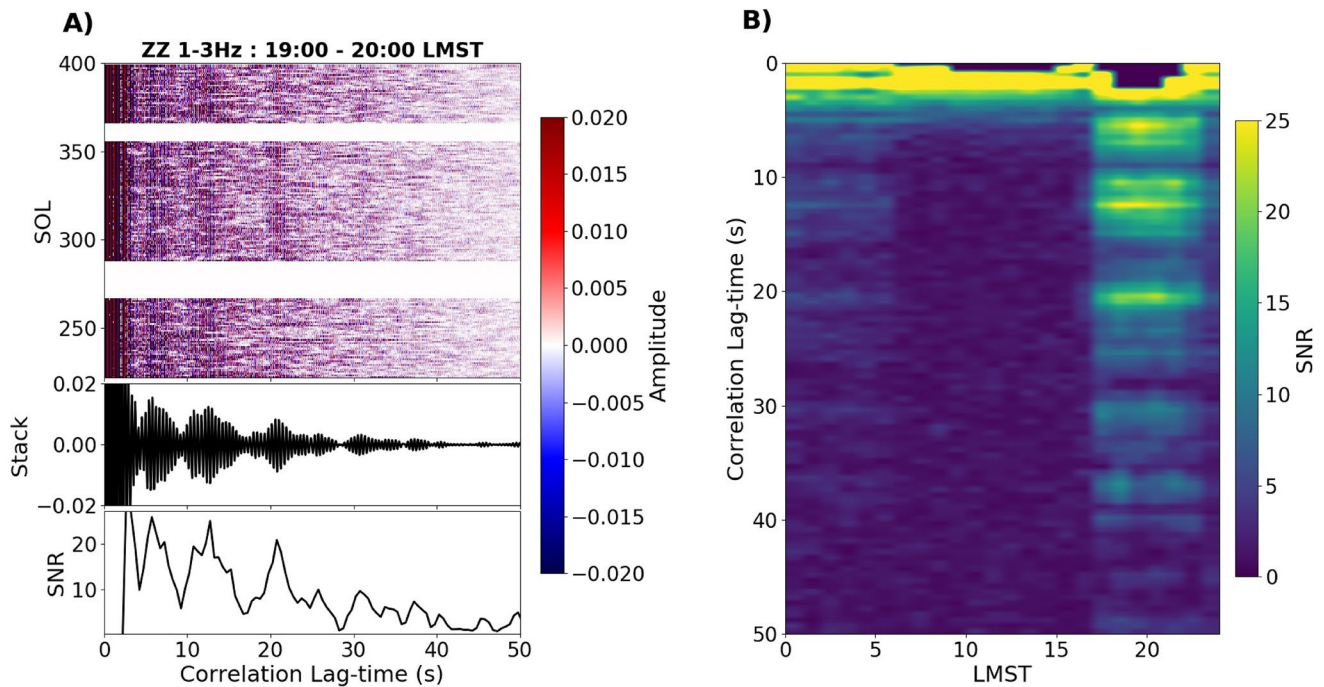 A)
ZZ 1-3Hz : 19:00 - 20:00 LMST
400
350
300
250
SOL
0.02
0.00
−0.02
Stack
20
10
SNR
0 10 20 30 40 50
Correlation Lag-time (s)
0.020
0.015
0.010
0.005
0.000
−0.005
−0.010
−0.015
−0.020
Amplitude
B)
0
10
20
30
40
50
Correlation Lag-time (s)
0 5 10 15 20
LMST
25
20
15
10
5
0
SNR